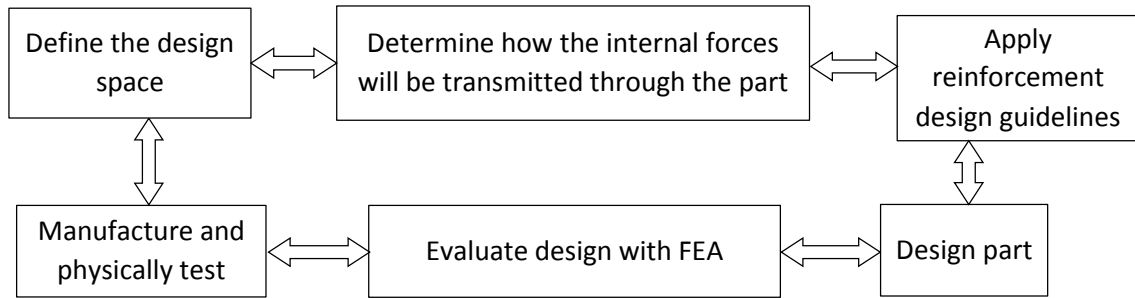 Define the design
space
Determine how the internal forces
will be transmitted through the part
Apply
reinforcement
design guidelines
Manufacture and
physically test
Evaluate design with FEA
Design part